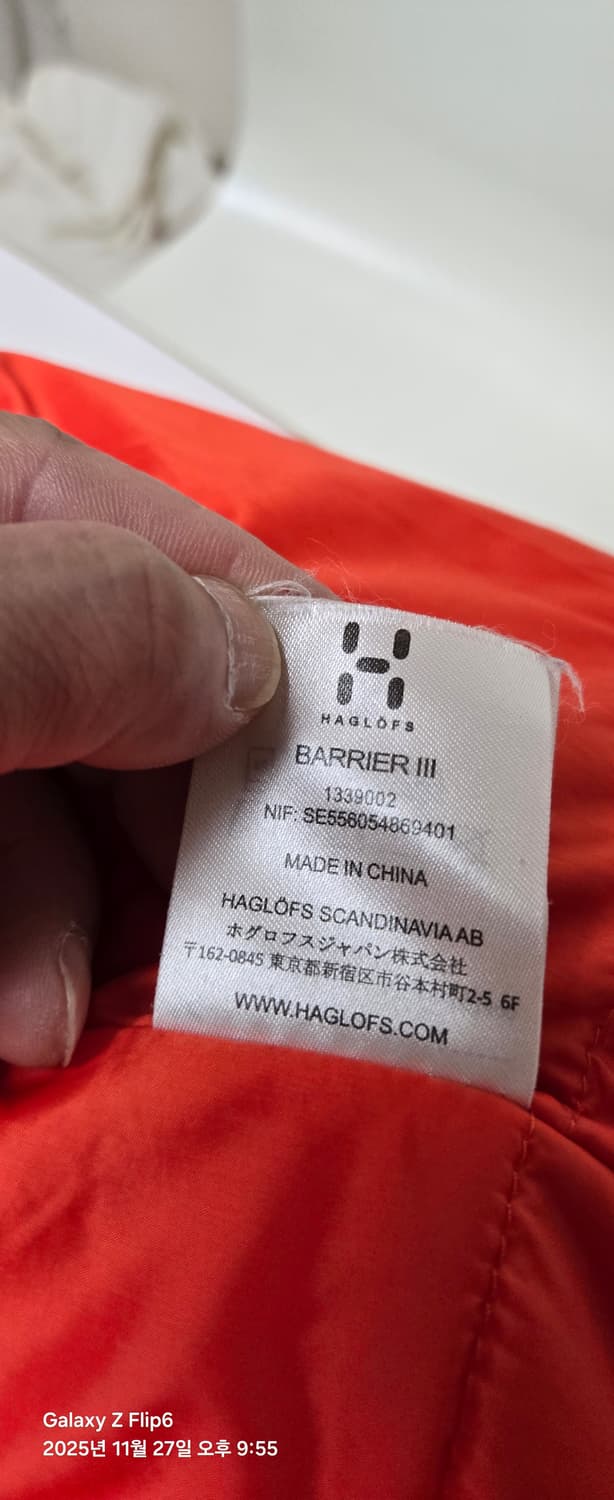 HAGLÖFS
BARRIER III
1339002
NIF: SE556054869401
MADE IN CHINA
HAGLÖFS SCANDINAVIA AB
ホグロフスジャパン株式会社
〒162-0845 東京都新宿区市谷本村町2-5 6F
WWW.HAGLOFS.COM
Galaxy Z Flip6
2025년 11월 27일 오후 9:55